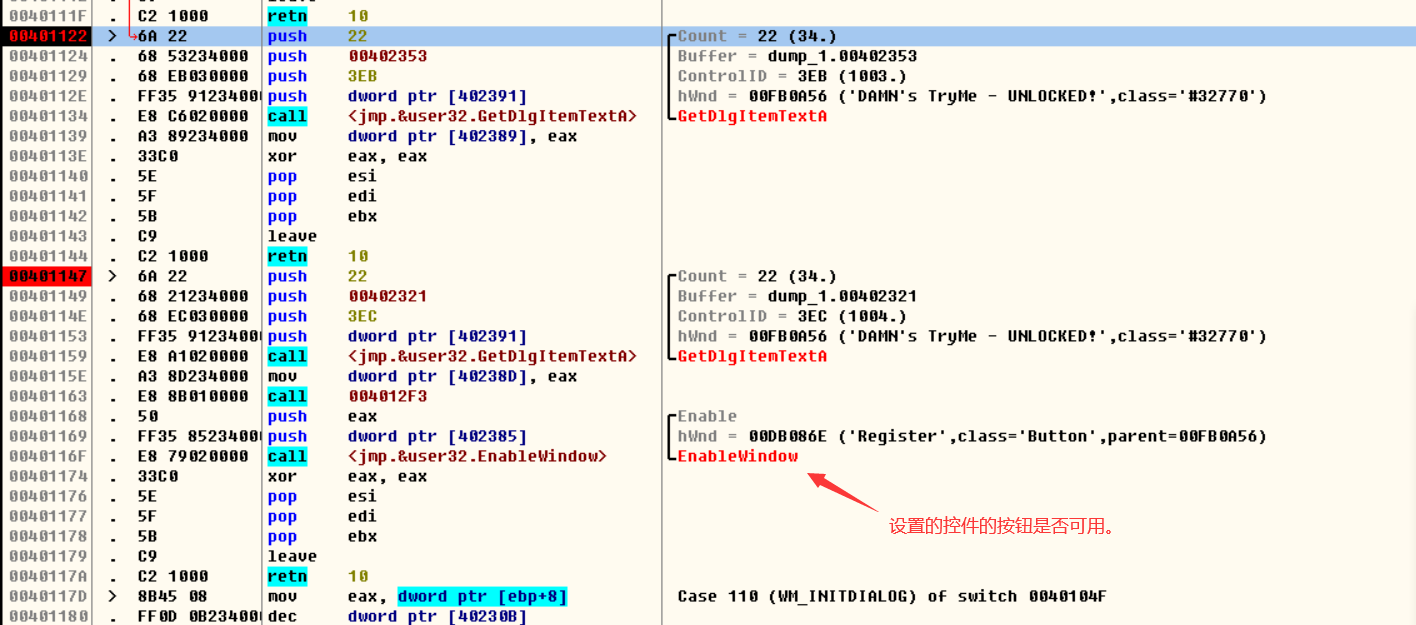 0040111F . C2 1000 retn 10
00401122 > 6A 22 push 22 Count = 22 (34.)
00401124 . 68 53234000 push 00402353 Buffer = dump_1.00402353
00401129 . 68 EB030000 push 3EB ControlID = 3EB (1003.)
0040112E . FF35 9123400 push dword ptr [402391] hWnd = 00FB0A56 ('DAMN's TryMe - UNLOCKED!',class='#32770')
00401134 . E8 C6020000 call <jmp.&user32.GetDlgItemTextA> GetDlgItemTextA
00401139 . A3 89234000 mov dword ptr [402389], eax
0040113E . 33C0 xor eax, eax
00401140 . 5E pop esi
00401141 . 5F pop edi
00401142 . 5B pop ebx
00401143 . C9 leave
00401144 . C2 1000 retn 10
00401147 > 6A 22 push 22 Count = 22 (34.)
00401149 . 68 21234000 push 00402321 Buffer = dump_1.00402321
0040114E . 68 EC030000 push 3EC ControlID = 3EC (1004.)
00401153 . FF35 9123400 push dword ptr [402391] hWnd = 00FB0A56 ('DAMN's TryMe - UNLOCKED!',class='#32770')
00401159 . E8 A1020000 call <jmp.&user32.GetDlgItemTextA> GetDlgItemTextA
0040115E . A3 8D234000 mov dword ptr [40238D], eax
00401163 . E8 8B010000 call 004012F3
00401168 . 50 push eax Enable
00401169 . FF35 8523400 push dword ptr [402385] hWnd = 00DB086E ('Register',class='Button',parent=00FB0A56)
0040116F . E8 79020000 call <jmp.&user32.EnableWindow> EnableWindow
00401174 . 33C0 xor eax, eax
00401176 . 5E pop esi
00401177 . 5F pop edi
设置的控件的按钮是否可用。
00401178 . 5B pop ebx
00401179 . C9 leave
0040117A . C2 1000 retn 10
0040117D > 8B45 08 mov eax, dword ptr [ebp+8] Case 110 (WM_INITDIALOG) of switch 0040104F
00401180 . FF0D 0B23400 dec dword ptr [40230B]